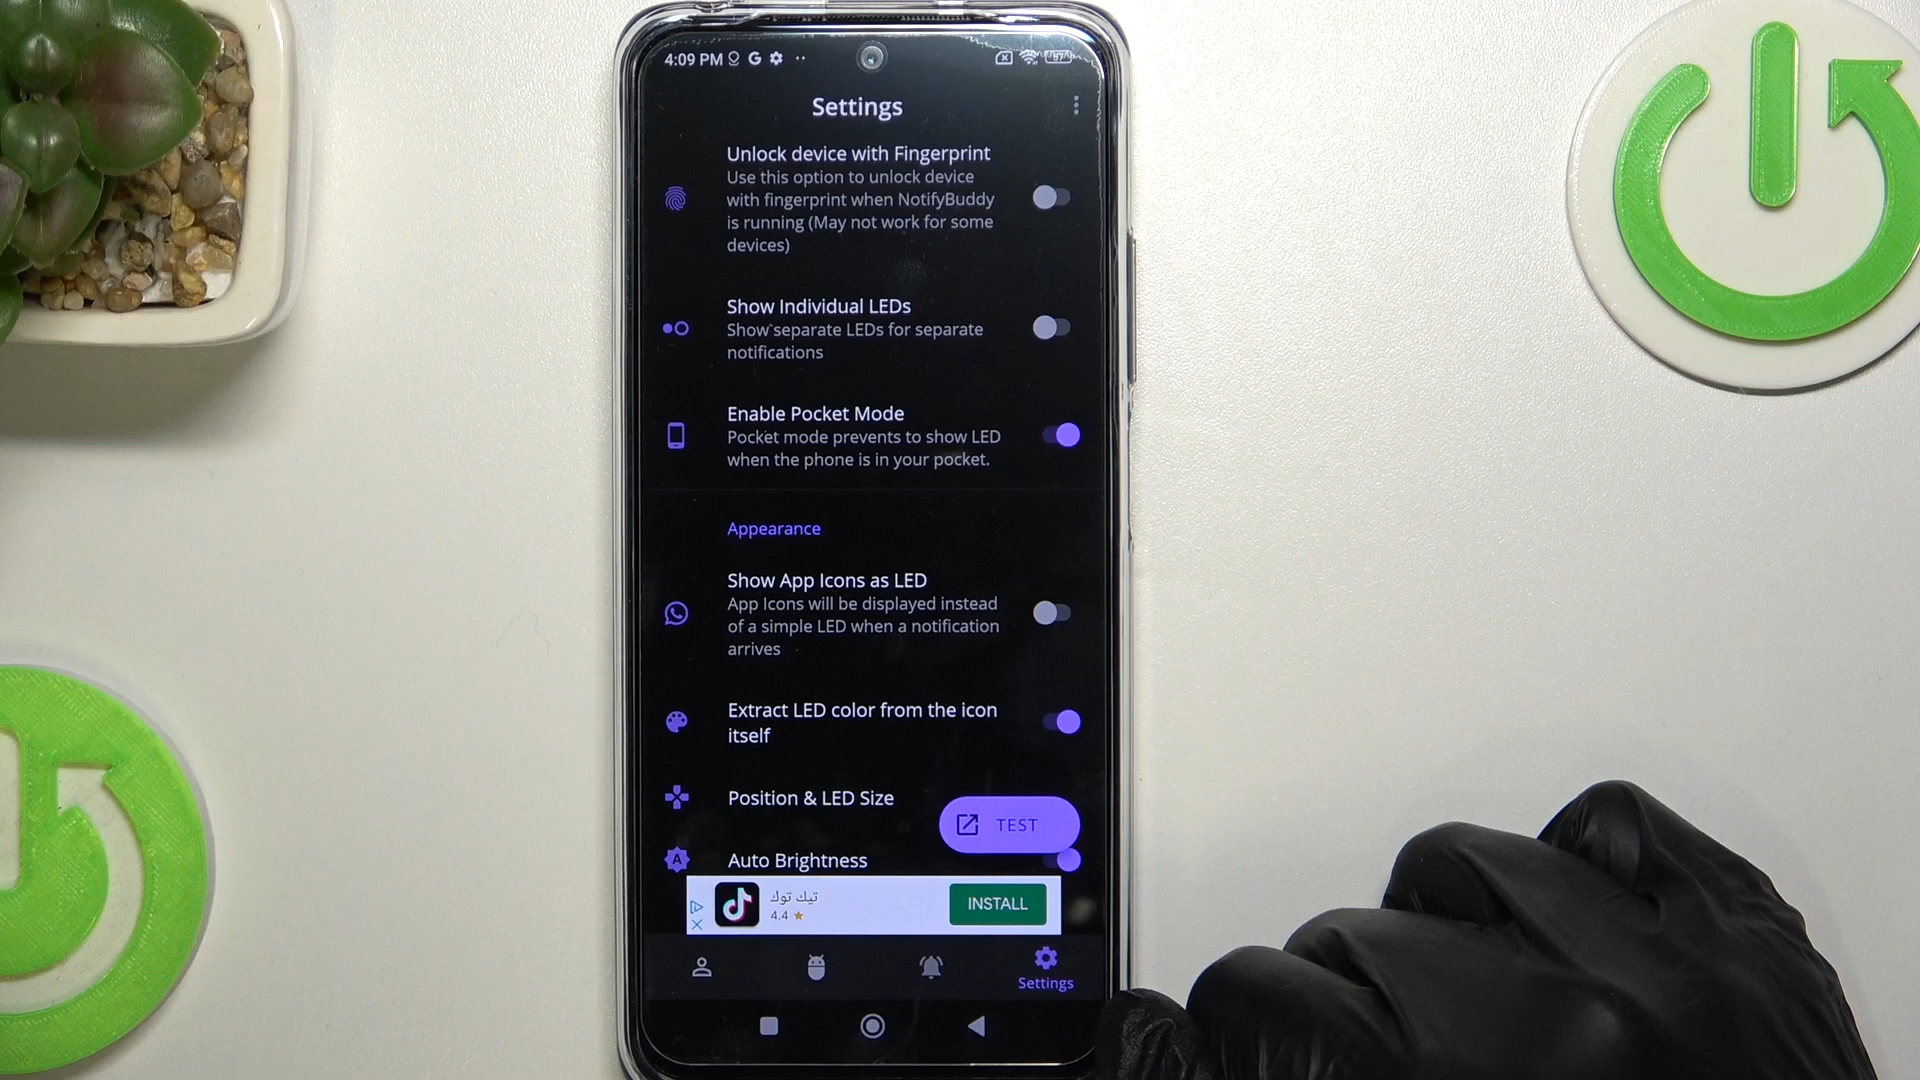 4:09 PM
97
Settings
Unlock device with Fingerprint
Use this option to unlock device
with fingerprint when NotifyBuddy
is running (May not work for some
devices)
Show Individual LEDs
Show separate LEDs for separate
notifications
Enable Pocket Mode
Pocket mode prevents to show LED
when the phone is in your pocket.
Appearance
Show App Icons as LED
App Icons will be displayed instead
of a simple LED when a notification
arrives
Extract LED color from the icon
itself
Position & LED Size
TEST
Auto Brightness
تيك توك
4.4 ★
INSTALL
Settings